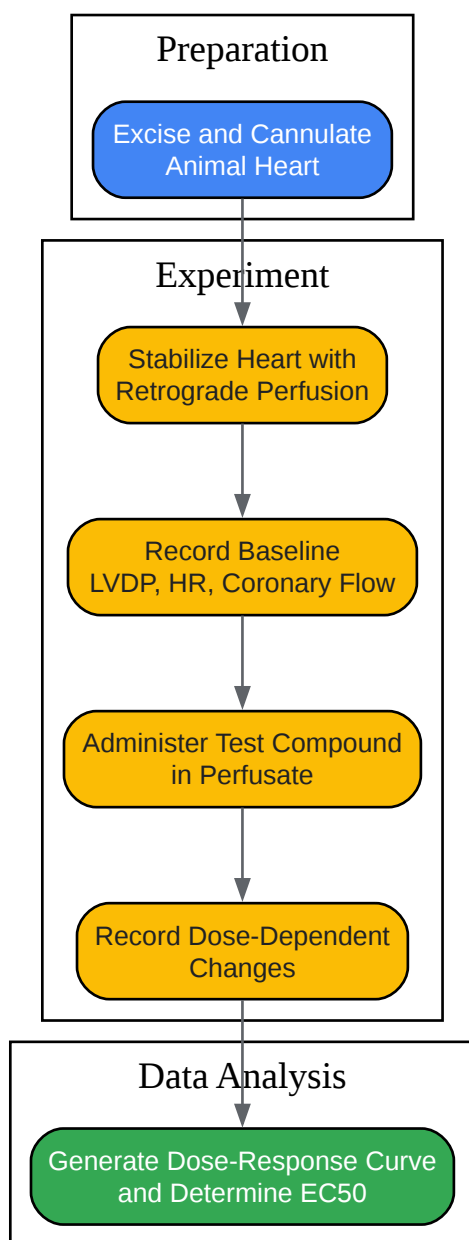 Preparation
Excise and Cannulate
Animal Heart
Experiment
Stabilize Heart with
Retrograde Perfusion
Record Baseline
LVDP, HR, Coronary Flow
Administer Test Compound
in Perfusate
Record Dose-Dependent
Changes
Data Analysis
Generate Dose-Response Curve
and Determine EC50